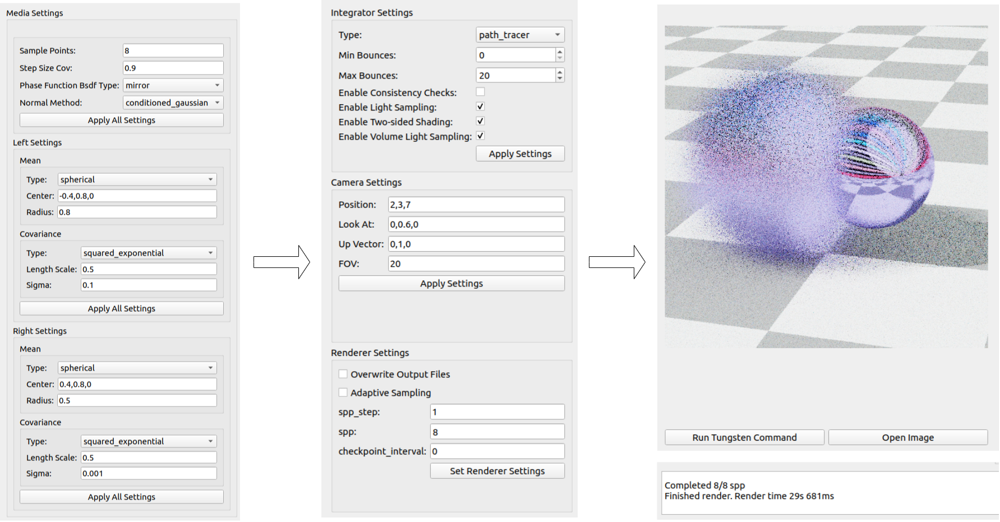 Media Settings
Sample Points: 8
Step Size Cov: 0.9
Phase Function Bsdf Type: mirror
Normal Method: conditioned_gaussian
Apply All Settings
Left Settings
Mean
Type: spherical
Center: -0.4,0.8,0
Radius: 0.8
Covariance
Type: squared_exponential
Length Scale: 0.5
Sigma: 0.1
Apply All Settings
Right Settings
Mean
Type: spherical
Center: 0.4,0.8,0
Radius: 0.5
Covariance
Type: squared_exponential
Length Scale: 0.5
Sigma: 0.001
Apply All Settings
Integrator Settings
Type: path_tracer
Min Bounces: 0
Max Bounces: 20
Enable Consistency Checks:
Enable Light Sampling:
Enable Two-sided Shading:
Enable Volume Light Sampling:
Apply Settings
Camera Settings
Position: 2,3,7
Look At: 0,0.6,0
Up Vector: 0,1,0
FOV: 20
Apply Settings
Renderer Settings
Overwrite Output Files
Adaptive Sampling
spp_step: 1
spp: 8
checkpoint_interval: 0
Set Renderer Settings
Run Tungsten Command
Open Image
Completed 8/8 spp
Finished render. Render time 29s 681ms